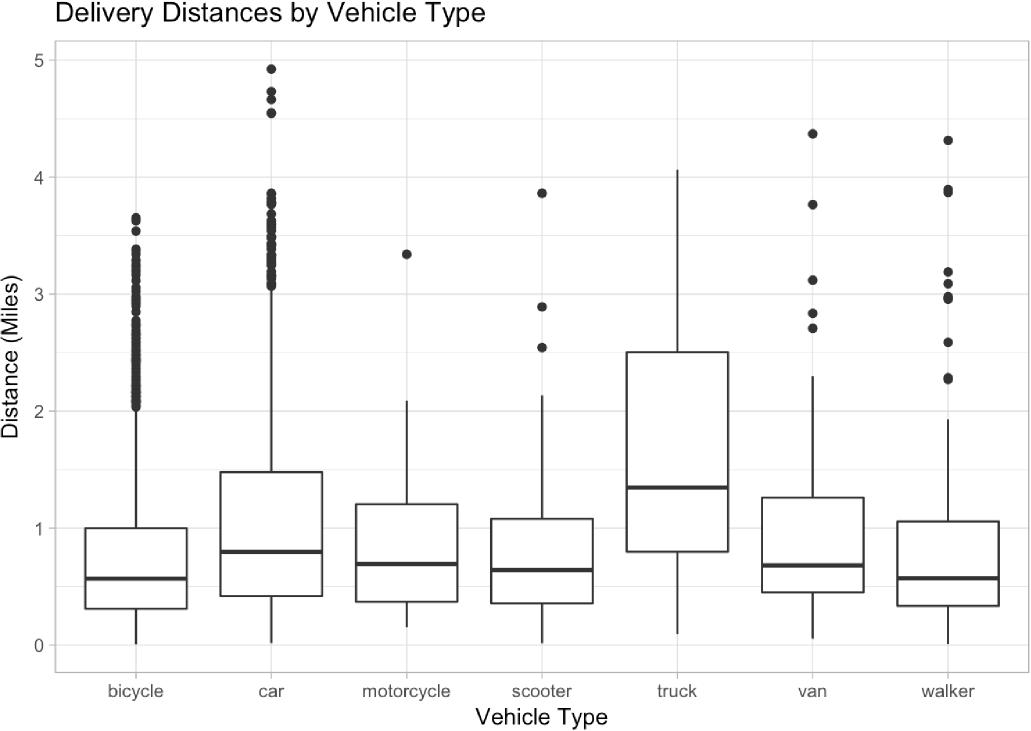 Delivery Distances by Vehicle Type
5
4
3
2
1
0
Distance (Miles)
bicycle car motorcycle scooter truck van walker
Vehicle Type